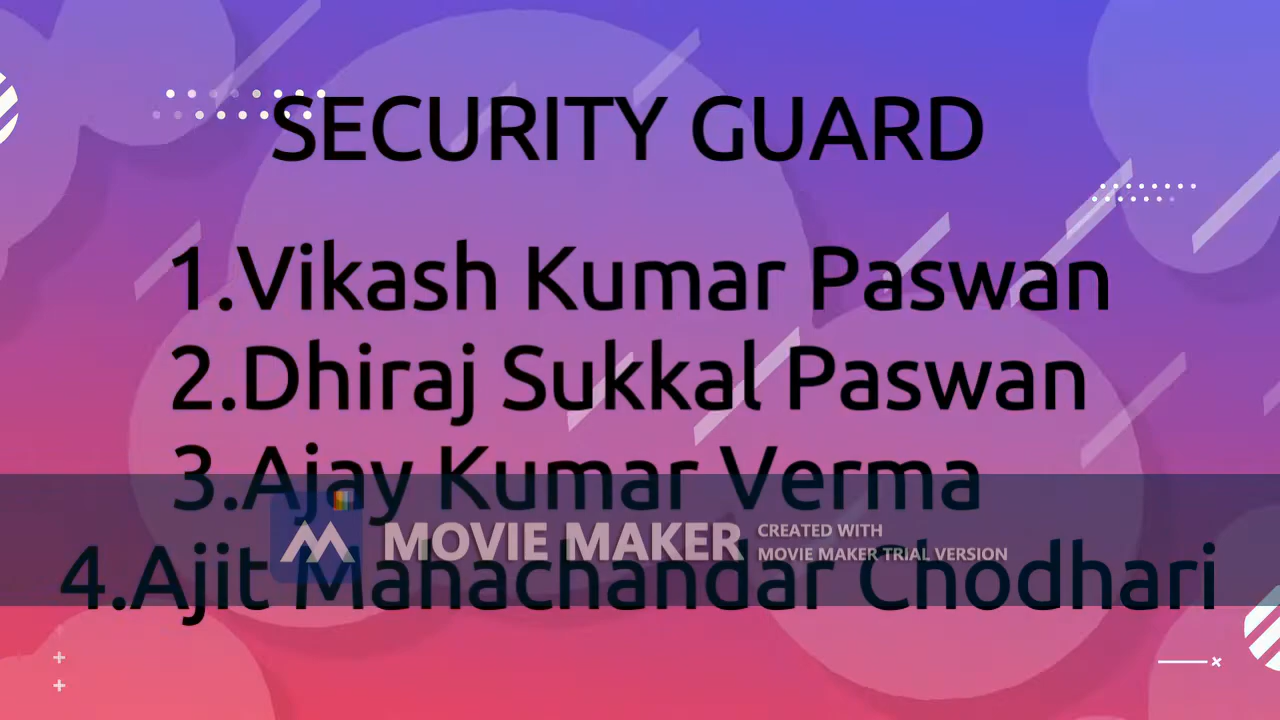 SECURITY GUARD
1.Vikash Kumar Paswan
2.Dhiraj Sukkal Paswan
3.Ajay Kumar Verma
MOVIE MAKER
CREATED WITH
MOVIE MAKER TRIAL VERSION
4.Ajit Mahachandar Chodhari